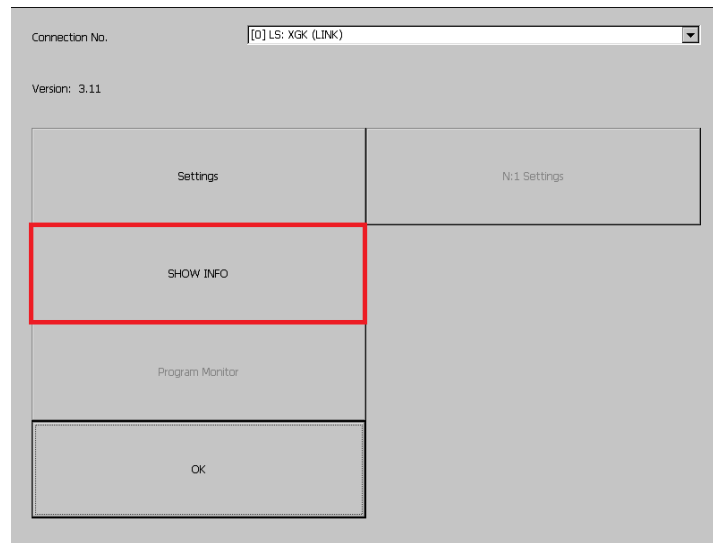 Connection No.
[0] LS: XGK (LINK)
Version: 3.11
Settings
N:1 Settings
SHOW INFO
Program Monitor
OK